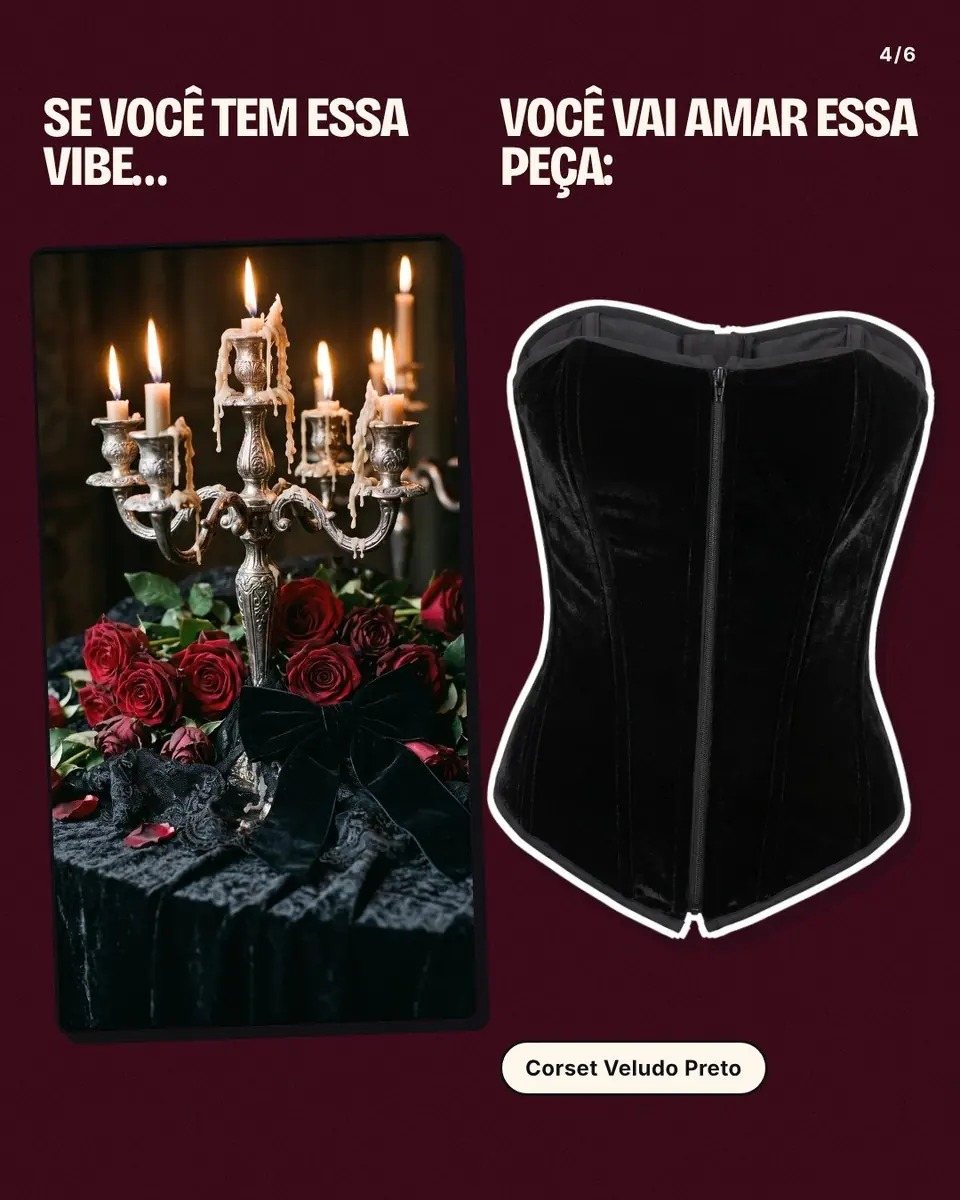 4/6
SE VOCÊ TEM ESSA
VIBE...
VOCÊ VAI AMAR ESSA
PEÇA:
Corset Veludo Preto